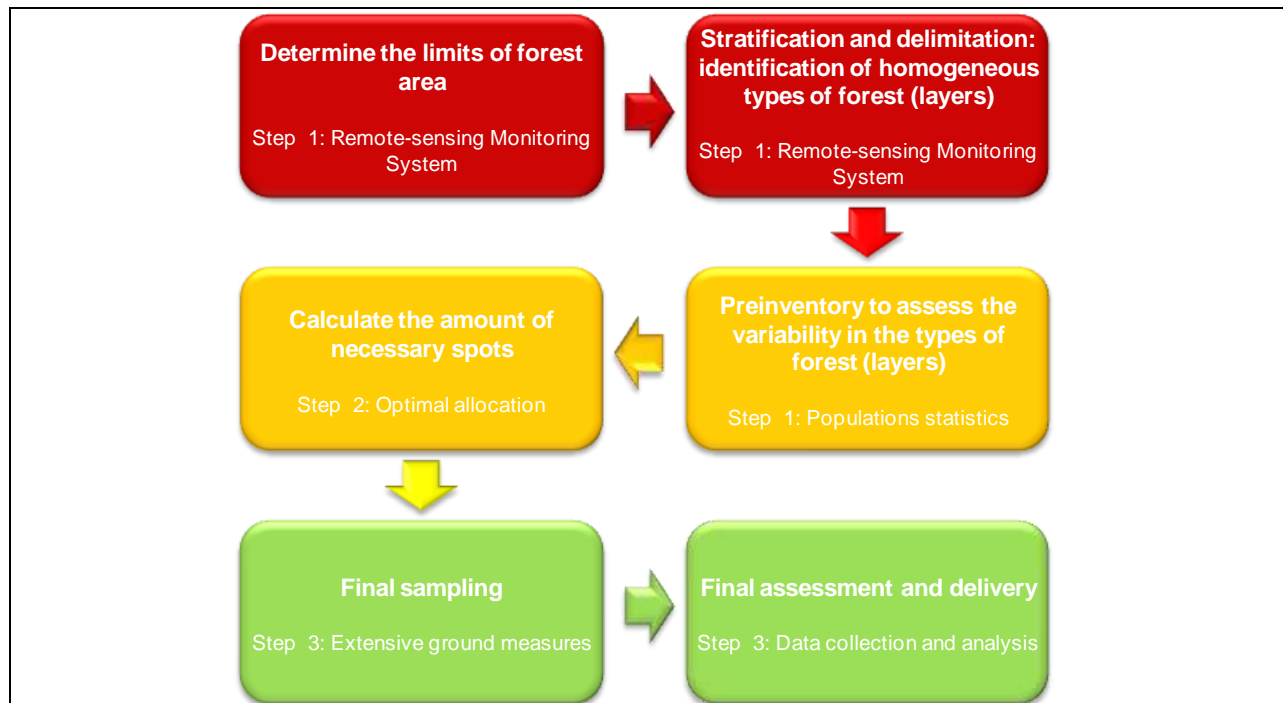 Determine the limits of forest
area
Step 1: Remote-sensing Monitoring
System
Stratification and delimitation:
identification of homogeneous
types of forest (layers)
Step 1: Remote-sensing Monitoring
System
Preinventory to assess the
variability in the types of
forest (layers)
Step 1: Populations statistics
Calculate the amount of
necessary spots
Step 2: Optimal allocation
Final sampling
Step 3: Extensive ground measures
Final assessment and delivery
Step 3: Data collection and analysis